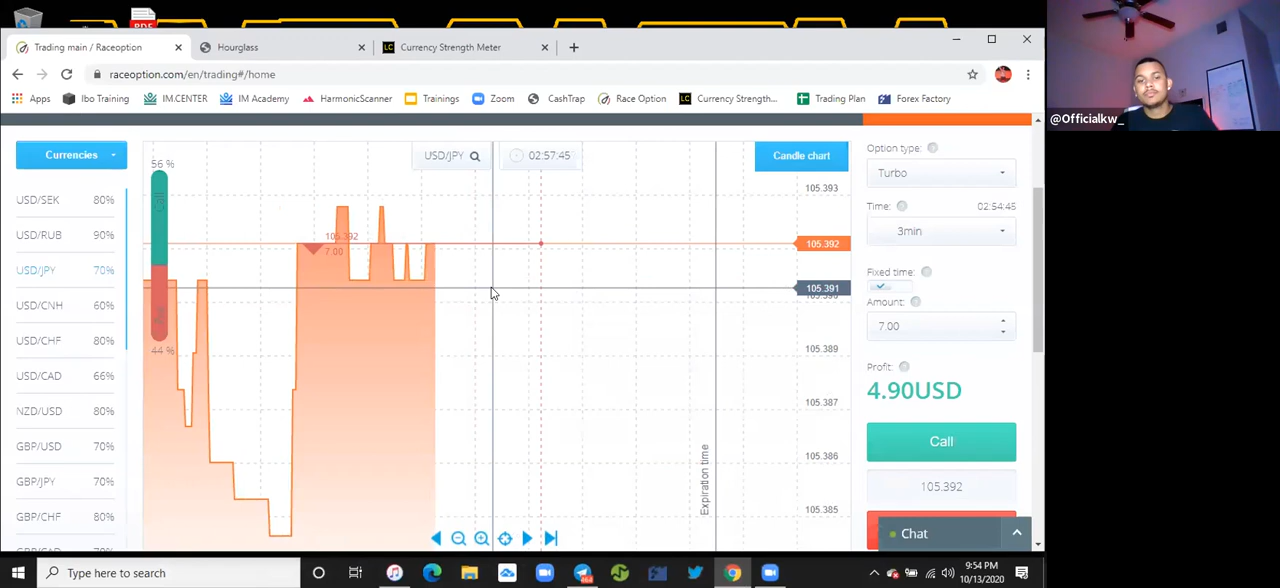 Trading main / Raceoption
Hourglass
Currency Strength Meter
raceoption.com/en/trading#/home
Apps
Ibo Training
IM.CENTER
IM Academy
HarmonicScanner
Trainings
Zoom
CashTrap
Race Option
Currency Strength...
Trading Plan
Forex Factory
@Officialkw_
Currencies
USD/SEK 80%
USD/RUB 90%
USD/JPY 70%
USD/CNH 60%
USD/CHF 80%
USD/CAD 66%
NZD/USD 80%
GBP/USD 70%
GBP/JPY 70%
GBP/CHF 80%
56 %
Call
44 %
USD/JPY
02:57:45
Candle chart
105.392
7.00
105.393
105.392
105.391
105.389
105.387
105.386
105.385
Expiration time
Option type:
Turbo
Time: 02:54:45
3min
Fixed time:
Amount:
7.00
Profit:
4.90USD
Call
105.392
Chat
Type here to search
9:54 PM
10/13/2020